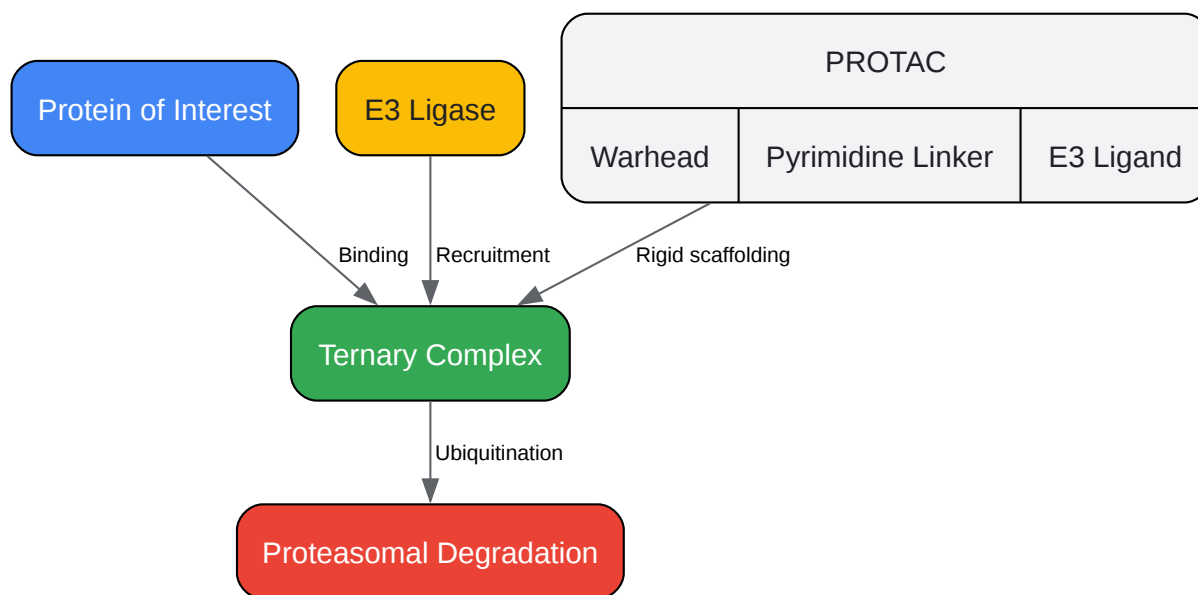 PROTAC
Protein of Interest
E3 Ligase
Warhead
Pyrimidine Linker
E3 Ligand
Binding
Recruitment
Rigid scaffolding
Ternary Complex
Ubiquitination
Proteasomal Degradation